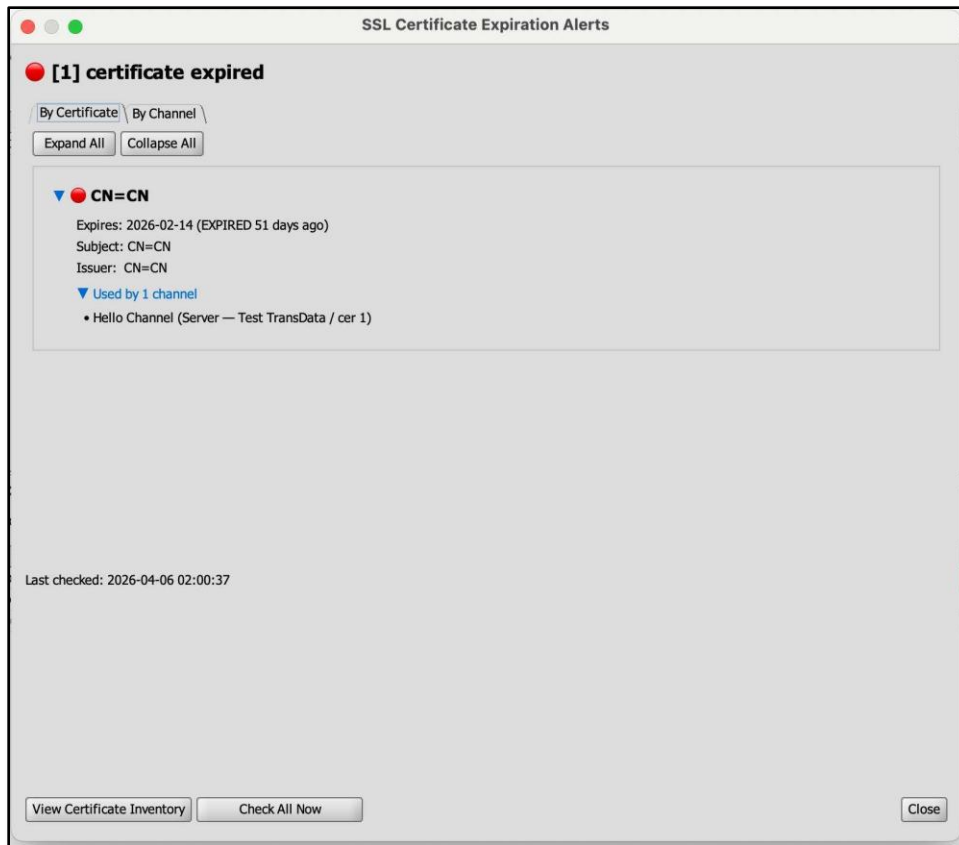 SSL Certificate Expiration Alerts
[1] certificate expired
By Certificate By Channel
Expand All Collapse All
CN=CN
Expires: 2026-02-14 (EXPIRED 51 days ago)
Subject: CN=CN
Issuer: CN=CN
Used by 1 channel
• Hello Channel (Server — Test TransData / cer 1)
Last checked: 2026-04-06 02:00:37
View Certificate Inventory Check All Now Close